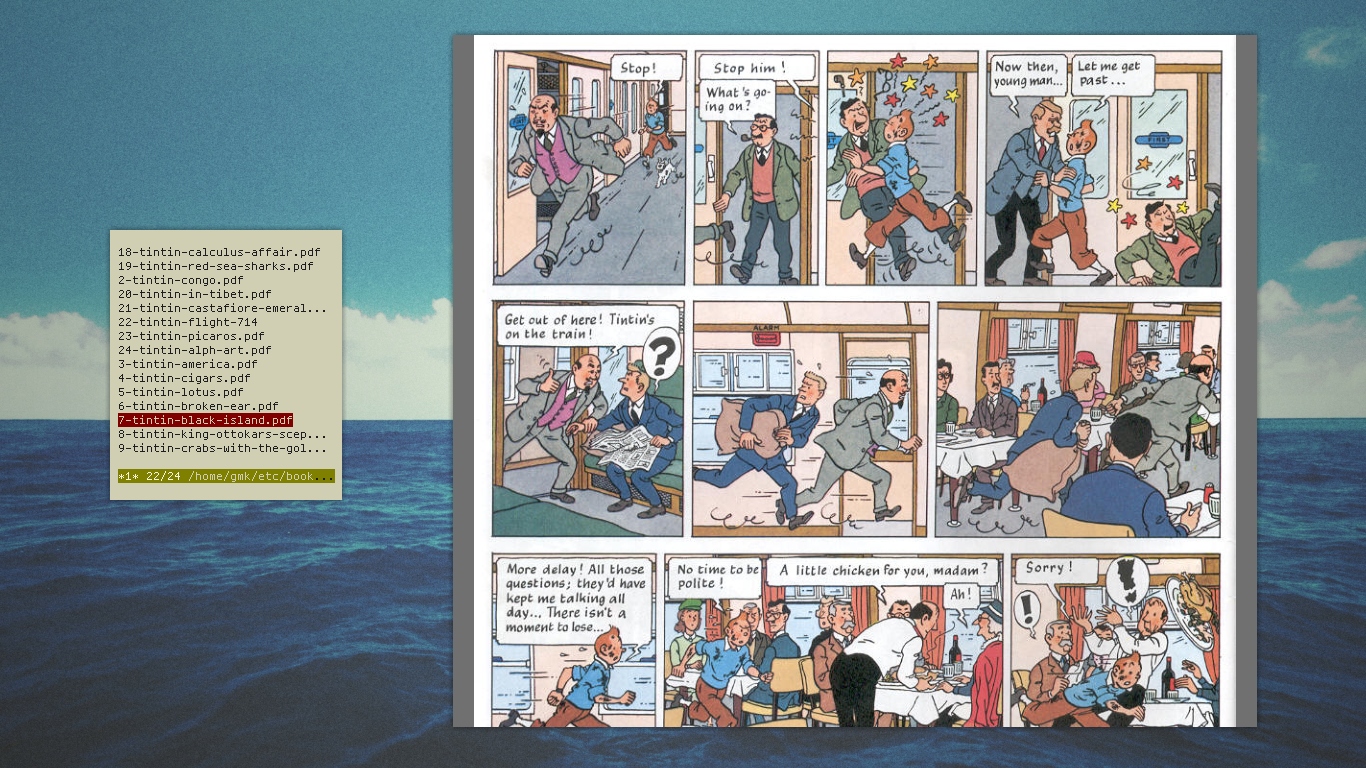 18-tintin-calculus-affair.pdf
19-tintin-red-sea-sharks.pdf
2-tintin-congo.pdf
20-tintin-in-tibet.pdf
21-tintin-castafiore-emeral...
22-tintin-flight-714
23-tintin-picaros.pdf
24-tintin-alph-art.pdf
3-tintin-america.pdf
4-tintin-cigars.pdf
5-tintin-lotus.pdf
6-tintin-broken-ear.pdf
7-tintin-black-island.pdf
8-tintin-king-ottokars-scep...
9-tintin-crabs-with-the-gol...
*1* 22/24 /home/gmk/etc/book...
Stop!
Stop him!
What's go-
ing on?
Now then,
young man...
Let me get
past...
FIRST
Get out of here! Tintin's
on the train!
?
ALARM
More delay! All those
questions; they'd have
kept me talking all
day... There isn't a
moment to lose...
No time to be
polite!
A little chicken for you, madam?
Ah!
Sorry!
!
!